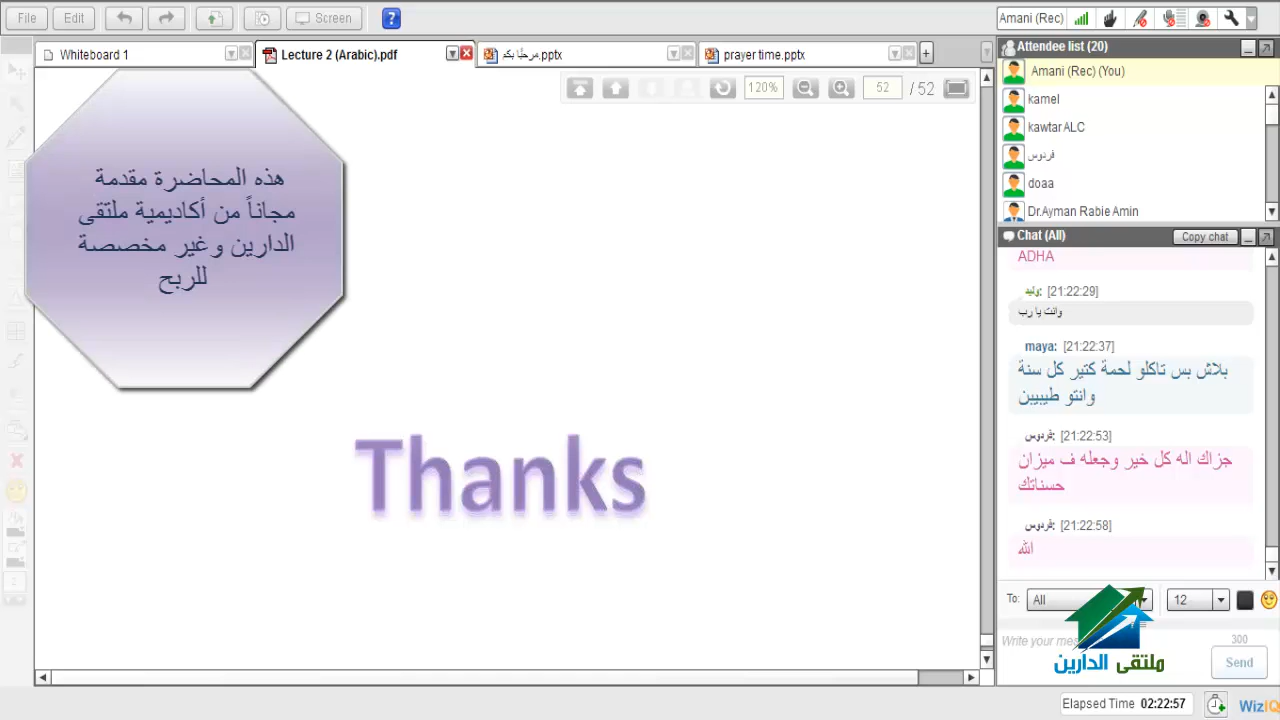 File
Edit
Screen
?
Amani (Rec)
Whiteboard 1
Lecture 2 (Arabic).pdf
مرحبًا بكم.pptx
prayer time.pptx
120%
52
/ 52
هذه المحاضرة مقدمة
مجاناً من أكاديمية ملتقى
الدارين وغير مخصصة
للربح
Thanks
Attendee list (20)
Amani (Rec) (You)
kamel
kawtar ALC
فردوس
doaa
Dr.Ayman Rabie Amin
Chat (All)
Copy chat
ADHA
وليد: [21:22:29]
وانت يا رب
maya: [21:22:37]
بلاش بس تاكلو لحمة كتير كل سنة
وانتو طيبين
فردوس: [21:22:53]
جزاك اله كل خير وجعله ف ميزان
حسناتك
فردوس: [21:22:58]
الله
To:
All
12
Write your mes
300
Send
ملتقى الدارين
Elapsed Time 02:22:57
WizIQ